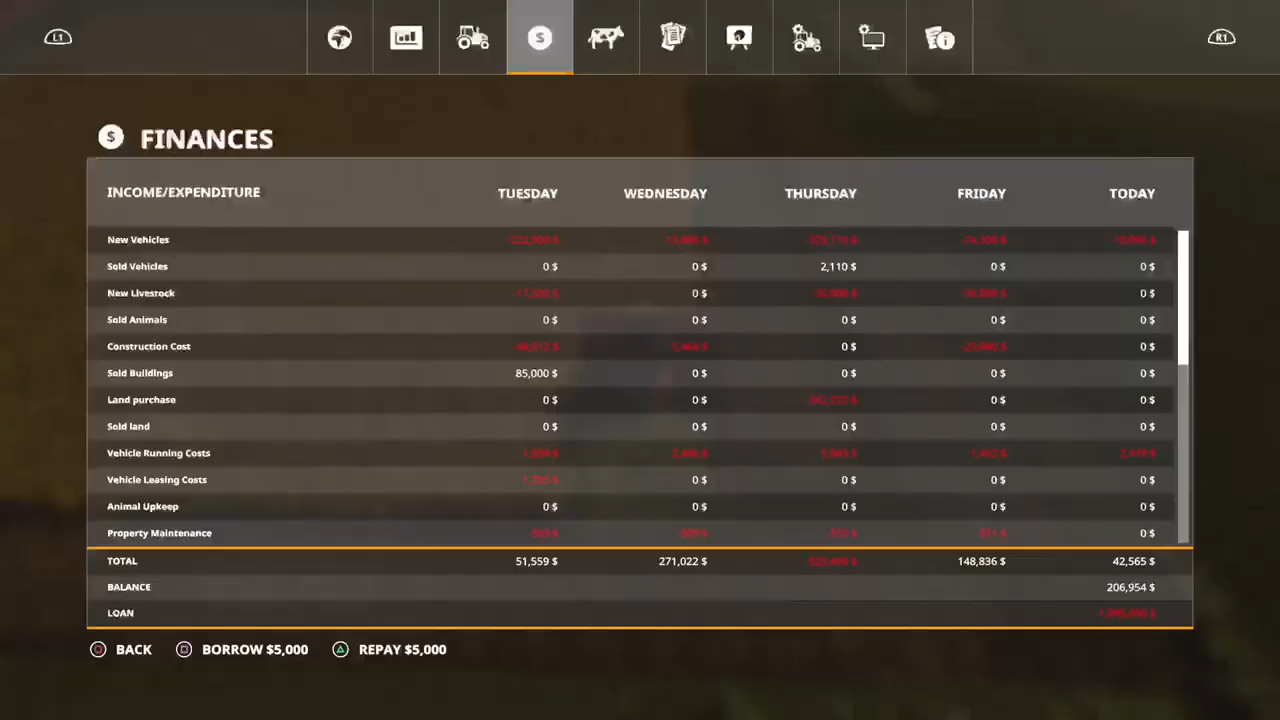 L1
R1
FINANCES
INCOME/EXPENDITURE TUESDAY WEDNESDAY THURSDAY FRIDAY TODAY
New Vehicles
Sold Vehicles 0 $ 0 $ 2,110 $ 0 $ 0 $
New Livestock 0 $ 0 $
Sold Animals 0 $ 0 $ 0 $ 0 $ 0 $
Construction Cost 0 $ 0 $
Sold Buildings 85,000 $ 0 $ 0 $ 0 $ 0 $
Land purchase 0 $ 0 $ 0 $ 0 $
Sold land 0 $ 0 $ 0 $ 0 $ 0 $
Vehicle Running Costs
Vehicle Leasing Costs 0 $ 0 $ 0 $ 0 $
Animal Upkeep 0 $ 0 $ 0 $ 0 $ 0 $
Property Maintenance 0 $
TOTAL 51,559 $ 271,022 $ 148,836 $ 42,565 $
BALANCE 206,954 $
LOAN
BACK BORROW $5,000 REPAY $5,000